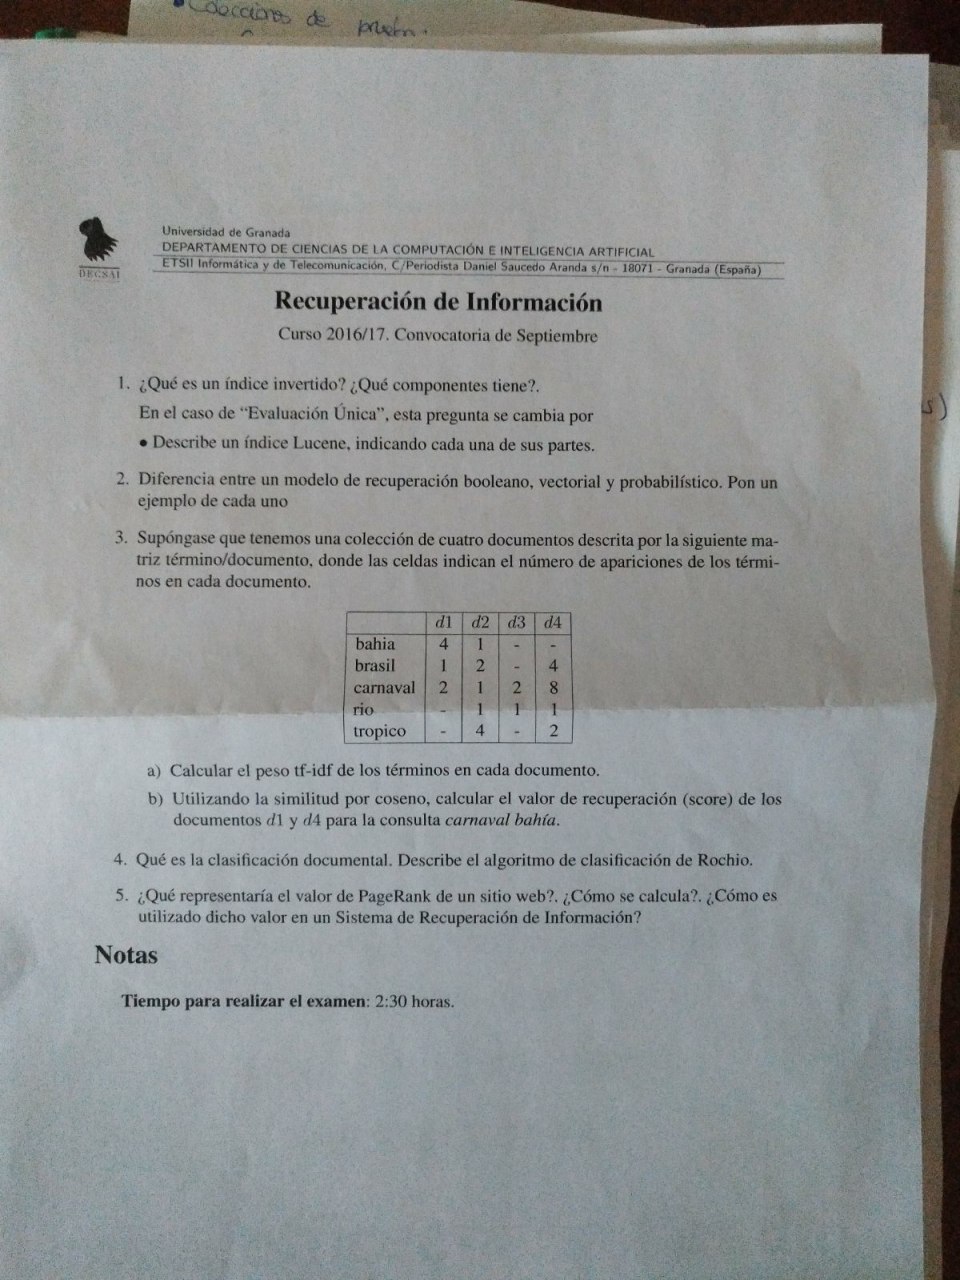 Colecciones de prueba.
Universidad de Granada
DEPARTAMENTO DE CIENCIAS DE LA COMPUTACIÓN E INTELIGENCIA ARTIFICIAL
DECSAI
ETSII Informática y de Telecomunicación, C/Periodista Daniel Saucedo Aranda s/n - 18071 - Granada (España)
Recuperación de Información
Curso 2016/17. Convocatoria de Septiembre
1. ¿Qué es un índice invertido? ¿Qué componentes tiene?.
En el caso de “Evaluación Única”, esta pregunta se cambia por
• Describe un índice Lucene, indicando cada una de sus partes.
2. Diferencia entre un modelo de recuperación booleano, vectorial y probabilístico. Pon un
ejemplo de cada uno
3. Supóngase que tenemos una colección de cuatro documentos descrita por la siguiente ma-
triz término/documento, donde las celdas indican el número de apariciones de los térmi-
nos en cada documento.
d1 d2 d3 d4
bahia 4 1 - -
brasil 1 2 - 4
carnaval 2 1 2 8
rio - 1 1 1
tropico - 4 - 2
a) Calcular el peso tf-idf de los términos en cada documento.
b) Utilizando la similitud por coseno, calcular el valor de recuperación (score) de los
documentos d1 y d4 para la consulta carnaval bahía.
4. Qué es la clasificación documental. Describe el algoritmo de clasificación de Rochio.
5. ¿Qué representaría el valor de PageRank de un sitio web?. ¿Cómo se calcula?. ¿Cómo es
utilizado dicho valor en un Sistema de Recuperación de Información?
Notas
Tiempo para realizar el examen: 2:30 horas.